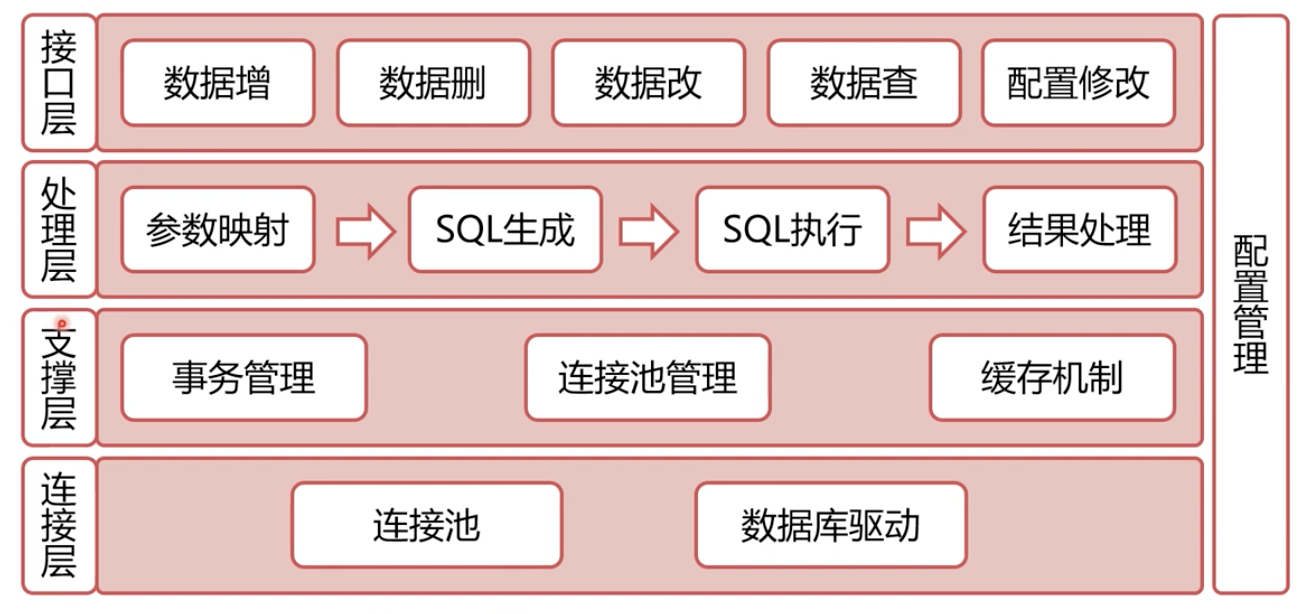 接口层
数据增
数据删
数据改
数据查
配置修改
处理层
参数映射
SQL生成
SQL执行
结果处理
支撑层
事务管理
连接池管理
缓存机制
连接层
连接池
数据库驱动
配置管理